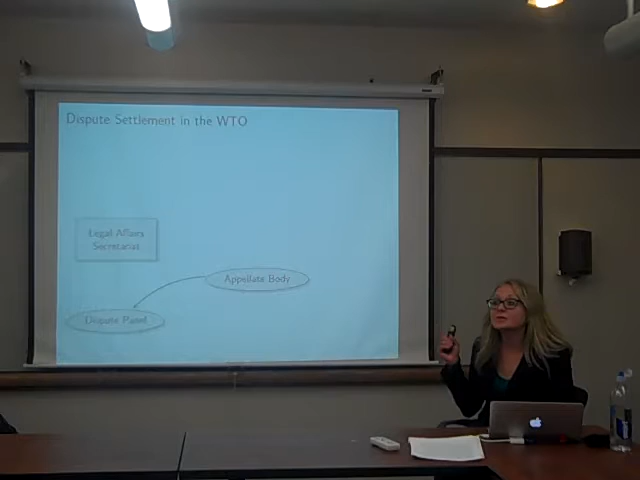 Dispute Settlement in the WTO
Legal Affairs
Secretariat
Appellate Body
Dispute Panel